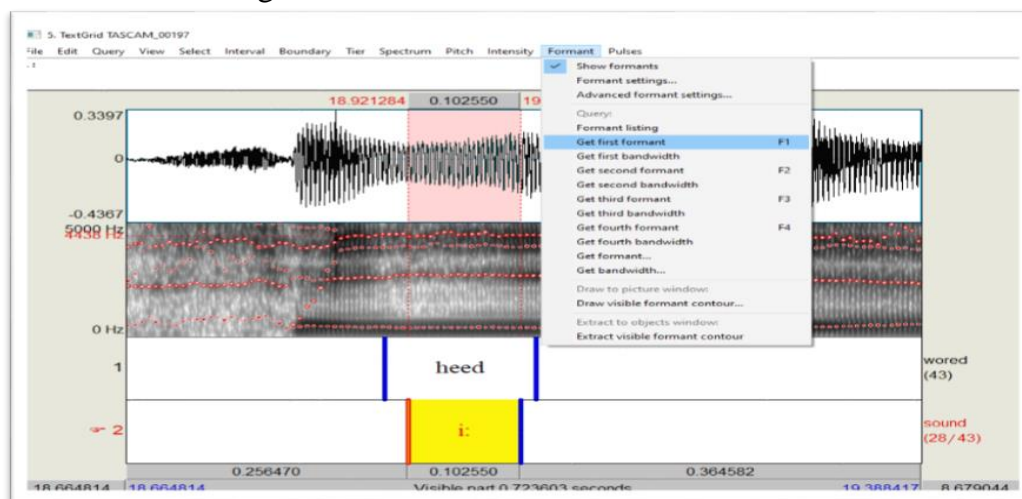 5. TextGrid TASCAM_00197
File Edit Query View Select Interval Boundary Tier Spectrum Pitch Intensity Formant Pulses
Show formants
Formant settings...
Advanced formant settings...
Query:
Formant listing
Get first formant F1
Get first bandwidth
Get second formant F2
Get second bandwidth
Get third formant F3
Get third bandwidth
Get fourth formant F4
Get fourth bandwidth
Get formant...
Get bandwidth...
Draw to picture window:
Draw visible formant contour...
Extract to objects window:
Extract visible formant contour
18.921284 0.102550 19
0.3397
0
-0.4367
5000 Hz
4438 Hz
0 Hz
1 heed wored
(43)
2 i: sound
(28/43)
0.256470 0.102550 0.364582
18.664814 18.664814 Visible part 0.723603 seconds 19.388417 8.679044